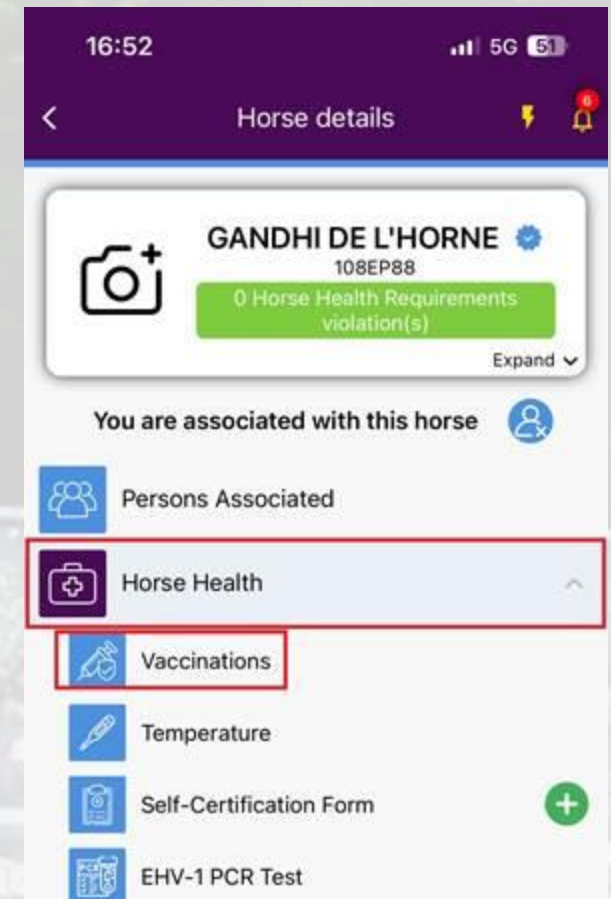 16:52 5G 51
Horse details 6
GANDHI DE L'HORNE
108EP88
0 Horse Health Requirements
violation(s)
Expand
You are associated with this horse
Persons Associated
Horse Health
Vaccinations
Temperature
Self-Certification Form
EHV-1 PCR Test